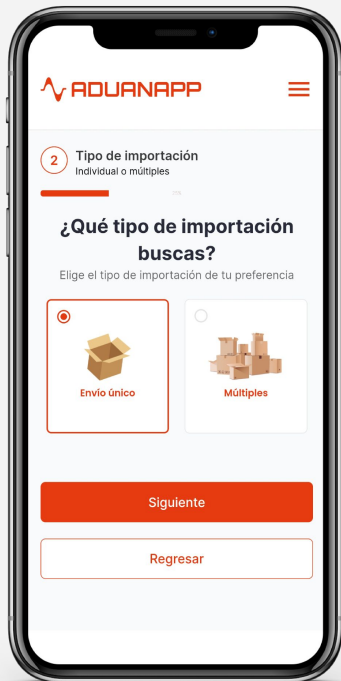 ADUANAPP
2
Tipo de importación
Individual o múltiples
¿Qué tipo de importación
buscas?
Elige el tipo de importación de tu preferencia
Envío único
Múltiples
Siguiente
Regresar